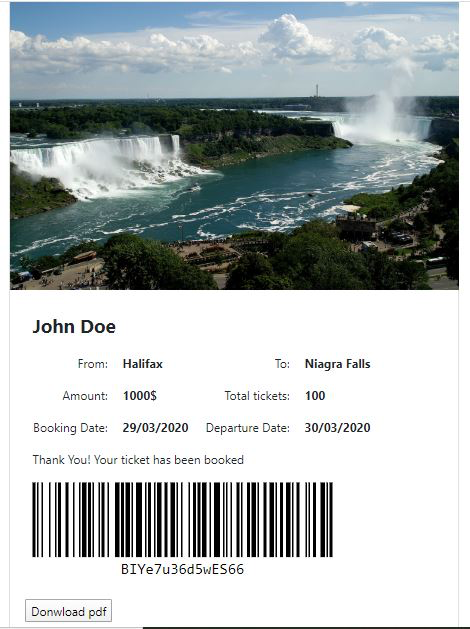 John Doe
From: Halifax To: Niagra Falls
Amount: 1000$ Total tickets: 100
Booking Date: 29/03/2020 Departure Date: 30/03/2020
Thank You! Your ticket has been booked
BIYe7u36d5wES66
Donwload pdf